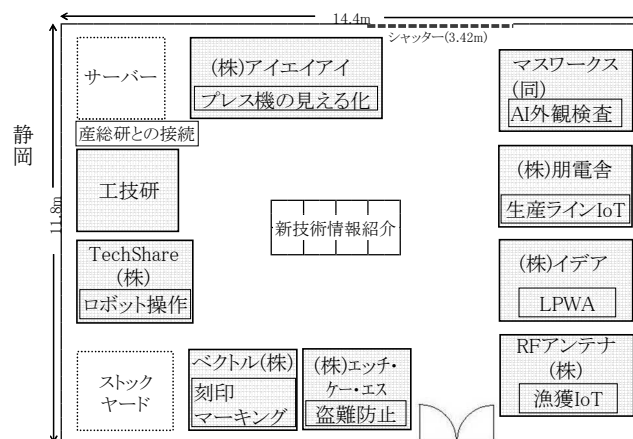 14.4m
シャッター(3.42m)
静岡
11.8m
サーバー
産総研との接続
(株)アイエイアイ
プレス機の見える化
マスワークス
(同)
AI外観検査
工技研
(株)朋電舎
生産ラインIoT
新技術情報紹介
TechShare
(株)
ロボット操作
(株)イデア
LPWA
ストック
ヤード
ベクトル(株)
刻印
マーキング
(株)エッチ・
ケー・エス
盗難防止
RFアンテナ
(株)
漁獲IoT